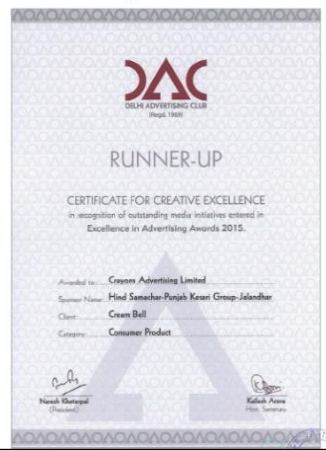 DAC
DELHI ADVERTISING CLUB
(Regd. 1969)
RUNNER-UP
CERTIFICATE FOR CREATIVE EXCELLENCE
in recognition of outstanding media initiatives entered in
Excellence in Advertising Awards 2015.
Awarded to: Crayons Advertising Limited
Sponsor Name: Hind Samachar-Punjab Kesari Group-Jalandhar
Client: Cream Bell
Category: Consumer Product
Naresh Khetarpal
(President)
Kailash Arora
Hon. Secretary